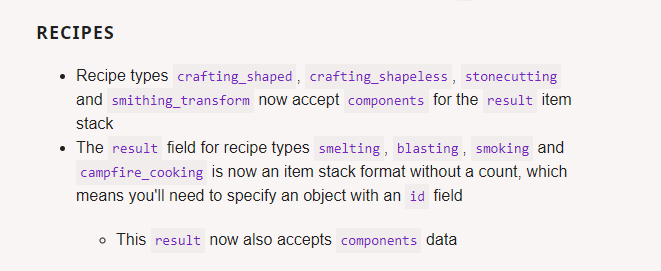 RECIPES
• Recipe types crafting_shaped, crafting_shapeless, stonecutting
and smithing_transform now accept components for the result item
stack
• The result field for recipe types smelting, blasting, smoking and
campfire_cooking is now an item stack format without a count, which
means you'll need to specify an object with an id field
○ This result now also accepts components data